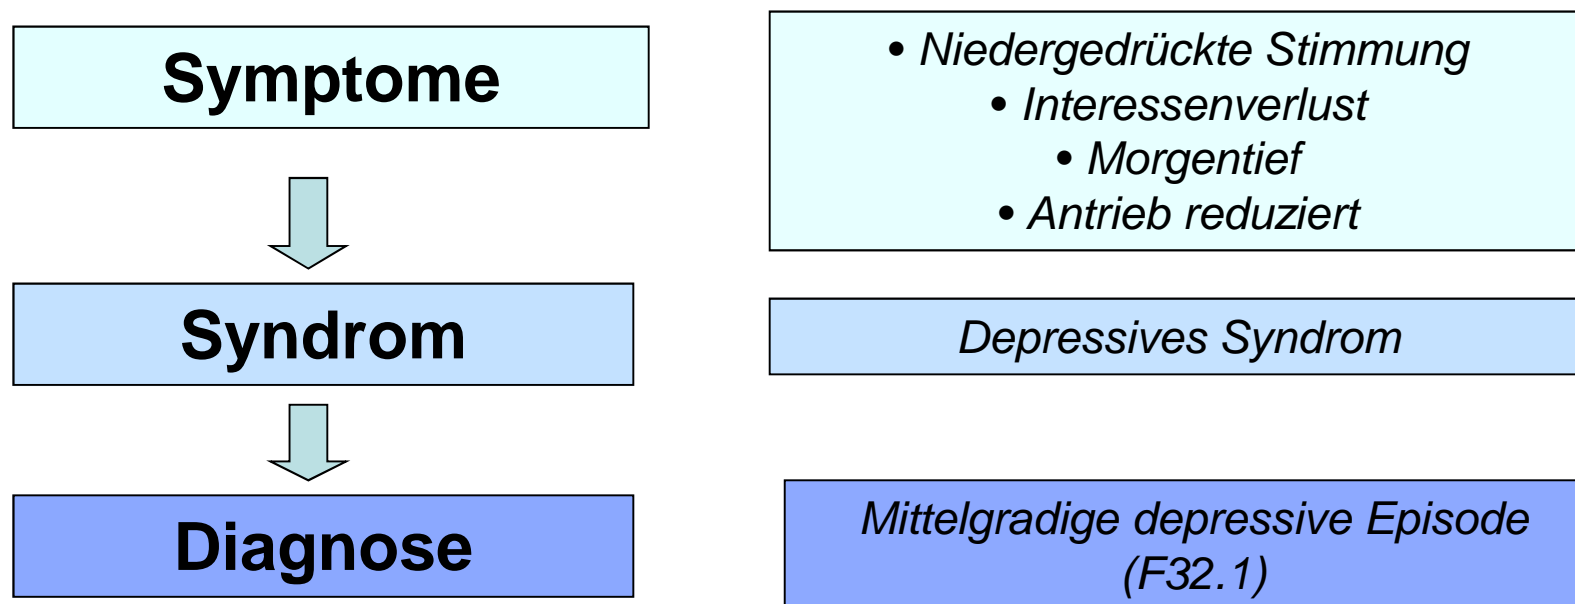 Symptome
• Niedergedrückte Stimmung
• Interessenverlust
• Morgentief
• Antrieb reduziert
Syndrom
Depressives Syndrom
Diagnose
Mittelgradige depressive Episode
(F32.1)